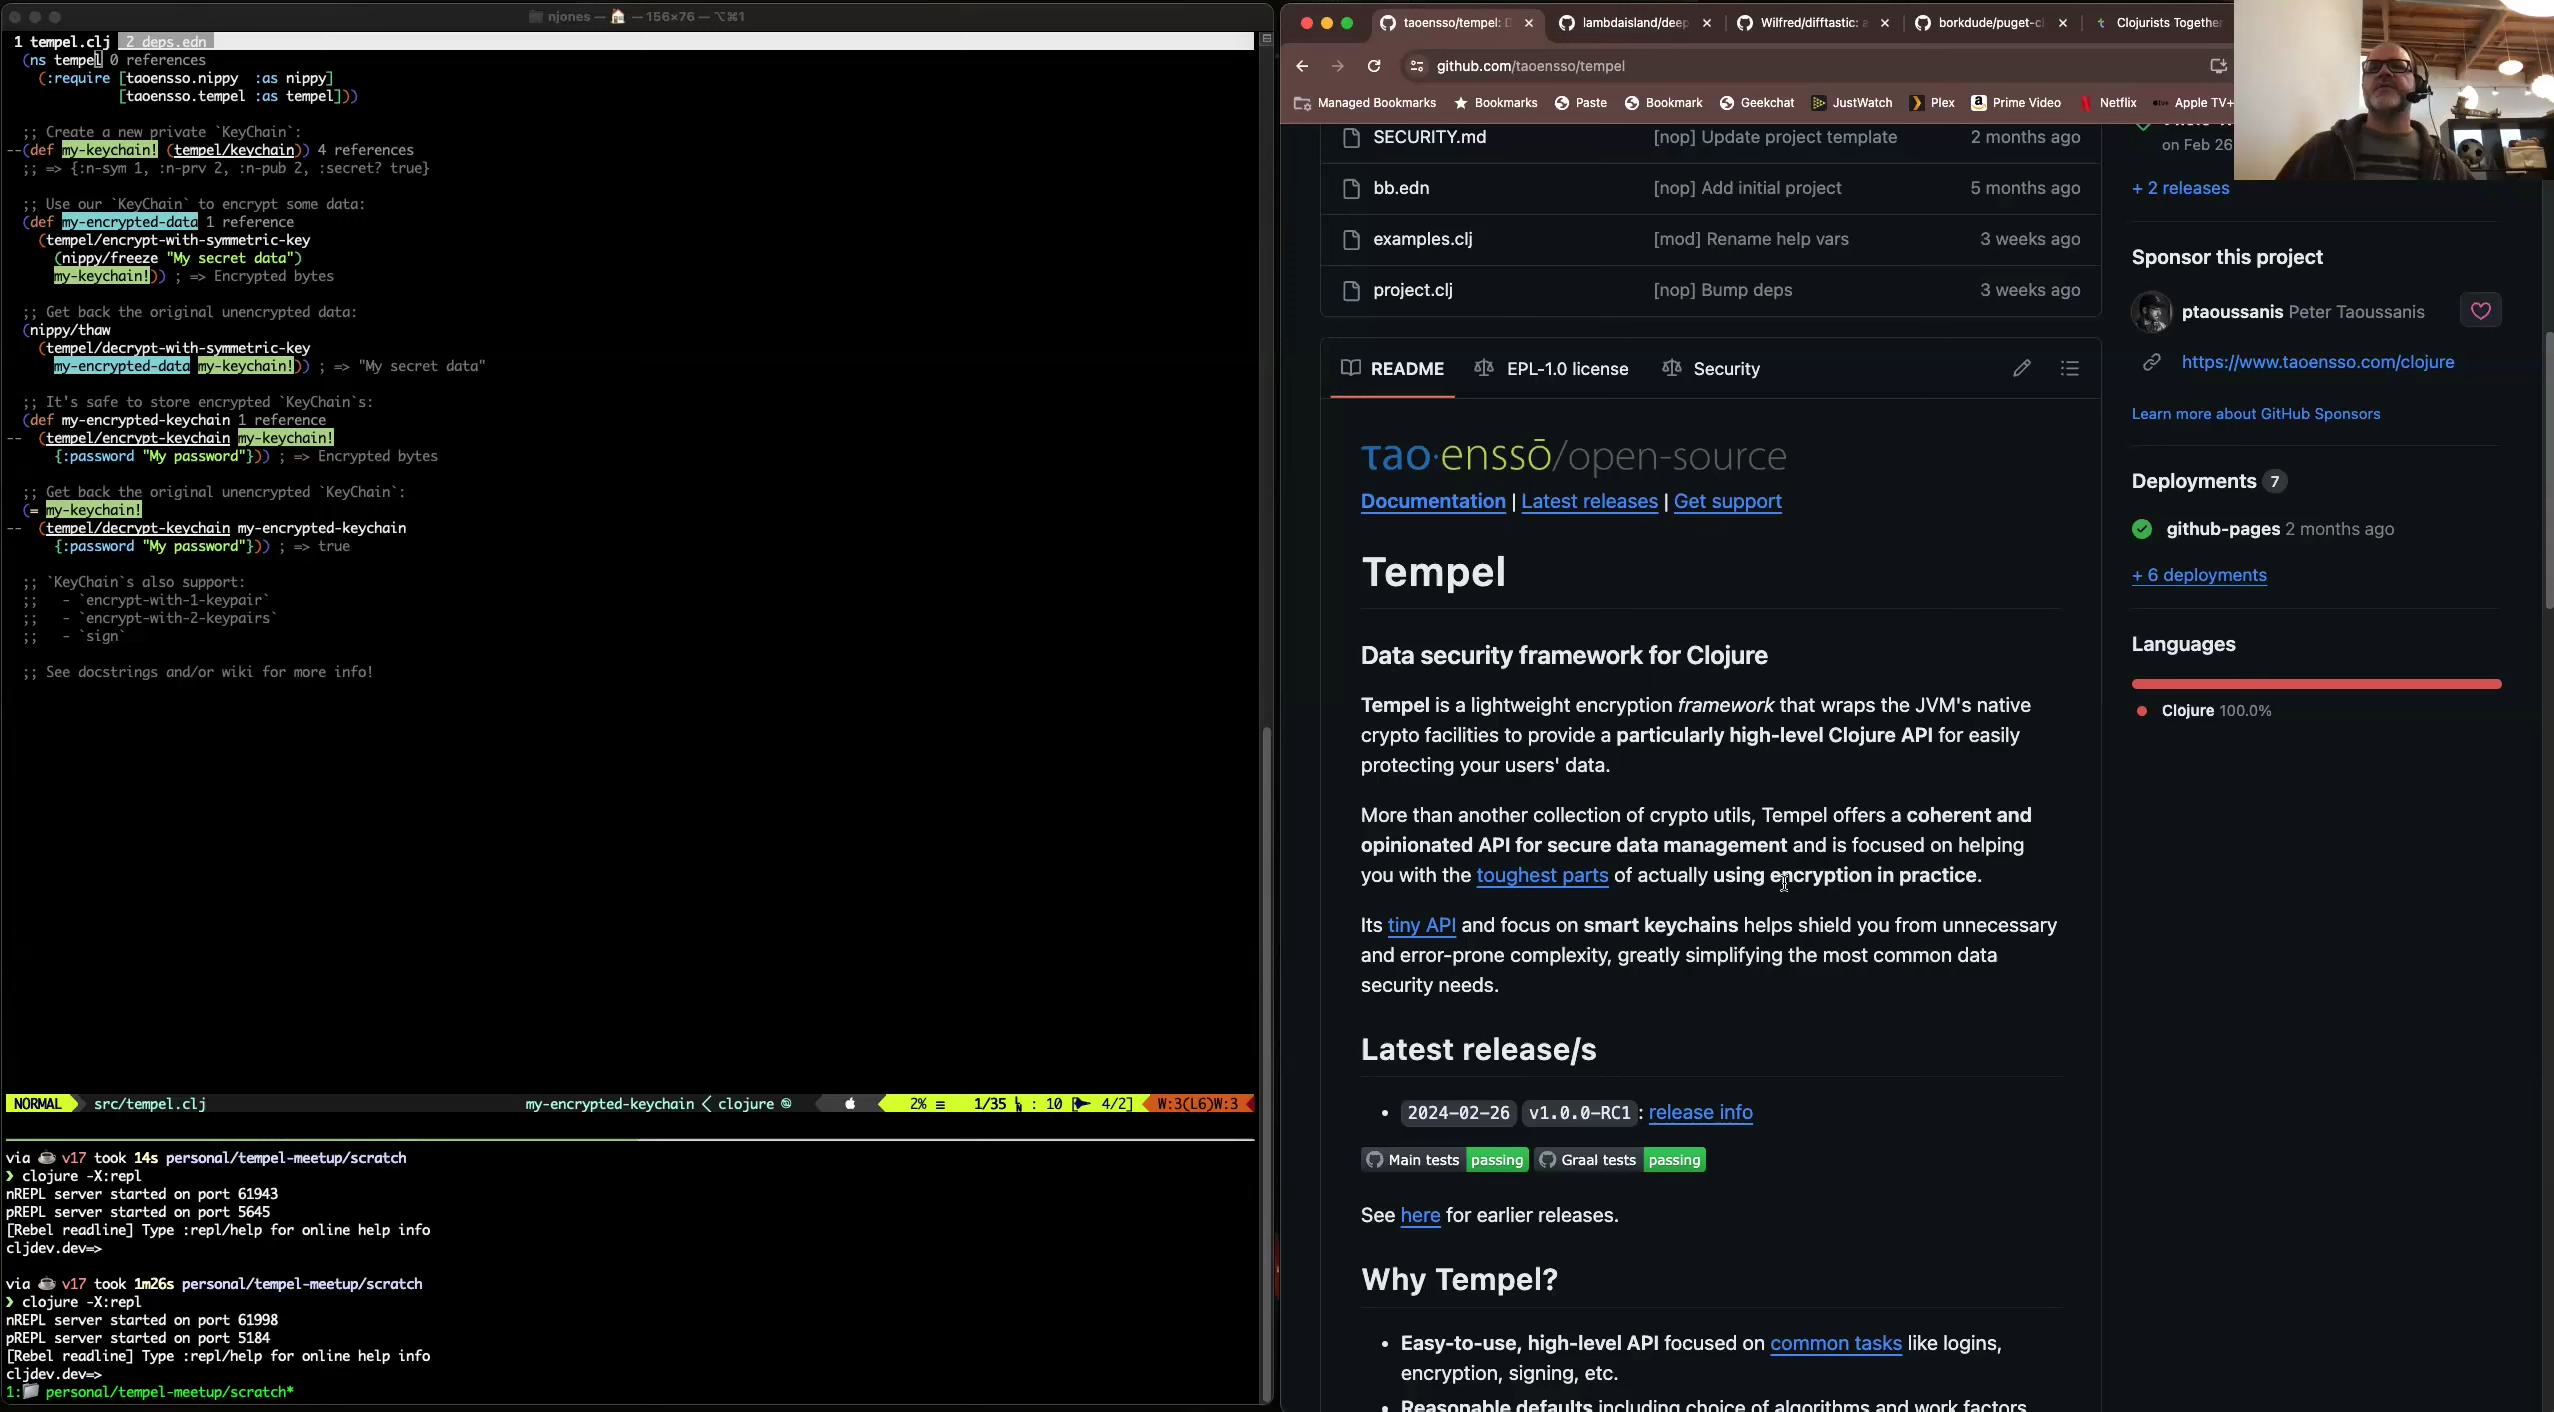 njones — 🏠 — 156×76 — ⌥⌘1
1 tempel.clj 2 deps.edn
(ns tempel 0 references
(:require [taoensso.nippy :as nippy]
[taoensso.tempel :as tempel]))
;; Create a new private `KeyChain`:
--(def my-keychain! (tempel/keychain)) 4 references
;; => {:n-sym 1, :n-prv 2, :n-pub 2, :secret? true}
;; Use our `KeyChain` to encrypt some data:
(def my-encrypted-data 1 reference
(tempel/encrypt-with-symmetric-key
(nippy/freeze "My secret data")
my-keychain!)) ; => Encrypted bytes
;; Get back the original unencrypted data:
(nippy/thaw
(tempel/decrypt-with-symmetric-key
my-encrypted-data my-keychain!)) ; => "My secret data"
;; It's safe to store encrypted `KeyChain`s:
(def my-encrypted-keychain 1 reference
-- (tempel/encrypt-keychain my-keychain!
{:password "My password"})) ; => Encrypted bytes
;; Get back the original unencrypted `KeyChain`:
(= my-keychain!
-- (tempel/decrypt-keychain my-encrypted-keychain
{:password "My password"})) ; => true
;; `KeyChain`s also support:
;; - `encrypt-with-1-keypair`
;; - `encrypt-with-2-keypairs`
;; - `sign`
;; See docstrings and/or wiki for more info!
NORMAL src/tempel.clj my-encrypted-keychain < clojure 2% ≡ 1/35 : 10 4/2] W:3(L6)W:3
via ☕ v17 took 14s personal/tempel-meetup/scratch
❯ clojure -X:repl
nREPL server started on port 61943
pREPL server started on port 5645
[Rebel readline] Type :repl/help for online help info
cljdev.dev=>
via ☕ v17 took 1m26s personal/tempel-meetup/scratch
❯ clojure -X:repl
nREPL server started on port 61998
pREPL server started on port 5184
[Rebel readline] Type :repl/help for online help info
cljdev.dev=>
1: personal/tempel-meetup/scratch*
taoensso/tempel: D lambdaisland/deep Wilfred/difftastic: a borkdude/puget-cl Clojurists Together
github.com/taoensso/tempel
Managed Bookmarks Bookmarks Paste Bookmark Geekchat JustWatch Plex Prime Video Netflix Apple TV+
SECURITY.md [nop] Update project template 2 months ago
bb.edn [nop] Add initial project 5 months ago
examples.clj [mod] Rename help vars 3 weeks ago
project.clj [nop] Bump deps 3 weeks ago
README EPL-1.0 license Security
τao·enssō/open-source
Documentation | Latest releases | Get support
Tempel
Data security framework for Clojure
Tempel is a lightweight encryption framework that wraps the JVM's native
crypto facilities to provide a particularly high-level Clojure API for easily
protecting your users' data.
More than another collection of crypto utils, Tempel offers a coherent and
opinionated API for secure data management and is focused on helping
you with the toughest parts of actually using encryption in practice.
Its tiny API and focus on smart keychains helps shield you from unnecessary
and error-prone complexity, greatly simplifying the most common data
security needs.
Latest release/s
• 2024-02-26 v1.0.0-RC1: release info
Main tests passing Graal tests passing
See here for earlier releases.
Why Tempel?
• Easy-to-use, high-level API focused on common tasks like logins,
encryption, signing, etc.
• Reasonable defaults including choice of algorithms and work factors
on Feb 26
+ 2 releases
Sponsor this project
ptaoussanis Peter Taoussanis
https://www.taoensso.com/clojure
Learn more about GitHub Sponsors
Deployments 7
github-pages 2 months ago
+ 6 deployments
Languages
Clojure 100.0%